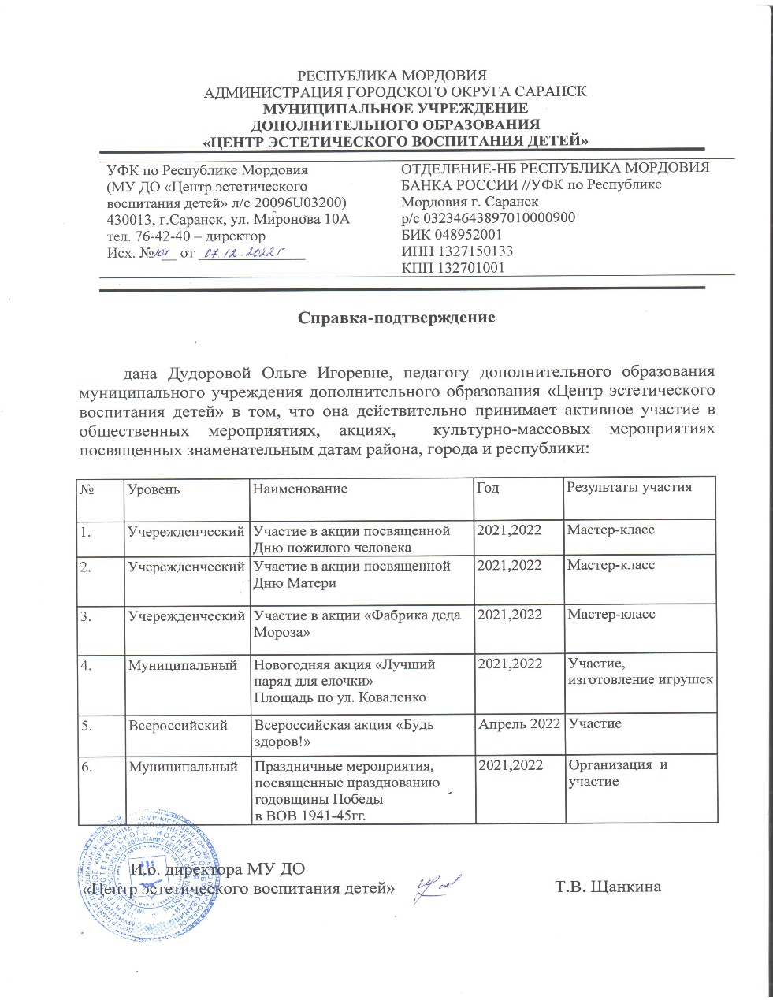 РЕСПУБЛИКА МОРДОВИЯ
АДМИНИСТРАЦИЯ ГОРОДСКОГО ОКРУГА САРАНСК
МУНИЦИПАЛЬНОЕ УЧРЕЖДЕНИЕ
ДОПОЛНИТЕЛЬНОГО ОБРАЗОВАНИЯ
«ЦЕНТР ЭСТЕТИЧЕСКОГО ВОСПИТАНИЯ ДЕТЕЙ»
УФК по Республике Мордовия
(МУ ДО «Центр эстетического
воспитания детей» л/с 20096U03200)
430013, г.Саранск, ул. Миронова 10А
тел. 76-42-40 – директор
Исх. № от 07.12.2022г
ОТДЕЛЕНИЕ-НБ РЕСПУБЛИКА МОРДОВИЯ
БАНКА РОССИИ //УФК по Республике
Мордовия г. Саранск
р/с 03234643897010000900
БИК 048952001
ИНН 1327150133
КПП 132701001
Справка-подтверждение
дана Дудоровой Ольге Игоревне, педагогу дополнительного образования
муниципального учреждения дополнительного образования «Центр эстетического
воспитания детей» в том, что она действительно принимает активное участие в
общественных мероприятиях, акциях, культурно-массовых мероприятиях
посвященных знаменательным датам района, города и республики:
№ Уровень Наименование Год Результаты участия
1. Учережденческий Участие в акции посвященной 2021,2022 Мастер-класс
Дню пожилого человека
2. Учережденческий Участие в акции посвященной 2021,2022 Мастер-класс
Дню Матери
3. Учережденческий Участие в акции «Фабрика деда 2021,2022 Мастер-класс
Мороза»
4. Муниципальный Новогодняя акция «Лучший 2021,2022 Участие,
наряд для елочки» изготовление игрушек
Площадь по ул. Коваленко
5. Всероссийский Всероссийская акция «Будь Апрель 2022 Участие
здоров!»
6. Муниципальный Праздничные мероприятия, 2021,2022 Организация и
посвященные празднованию участие
годовщины Победы
в ВОВ 1941-45гг.
И.о. директора МУ ДО
«Центр эстетического воспитания детей» Т.В. Щанкина